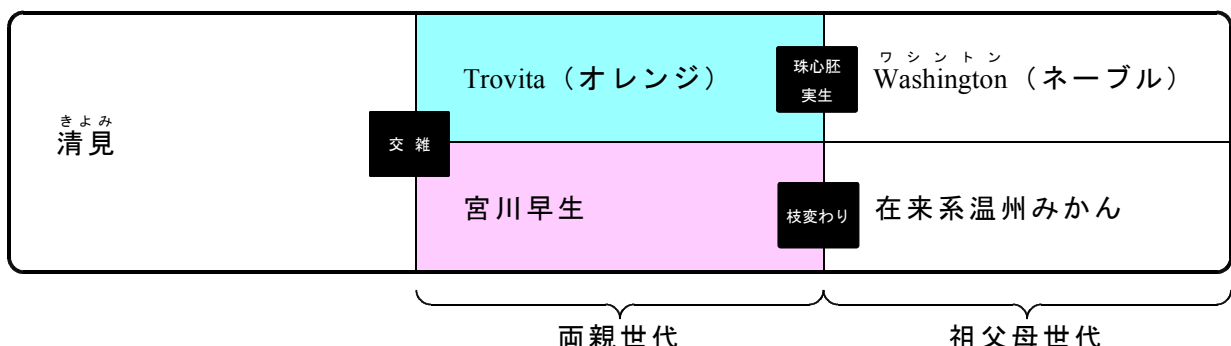 きよみ
清見
交雑
Trovita（オレンジ）
宮川早生
珠心胚
実生
枝変わり
ワシントン
Washington（ネーブル）
在来系温州みかん
両親世代
祖父母世代